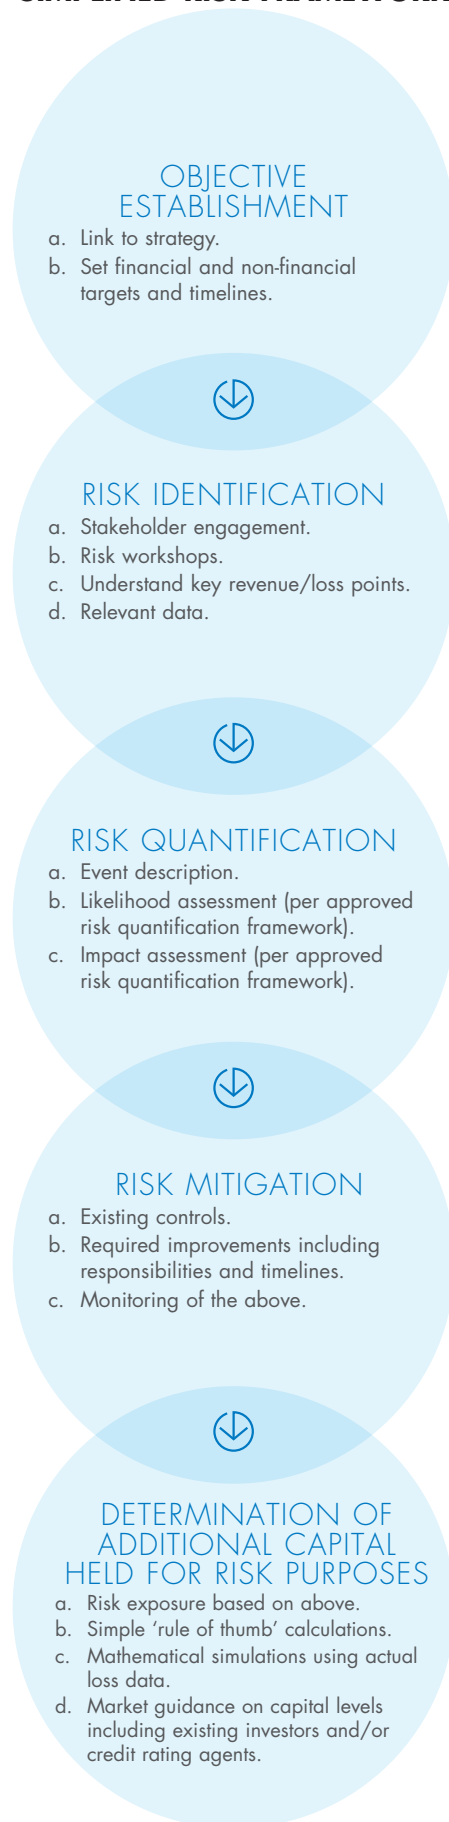 SIMPLIFIED RISK FRAMEWORK
OBJECTIVE
ESTABLISHMENT
a. Link to strategy.
b. Set financial and non-financial
targets and timelines.
RISK IDENTIFICATION
a. Stakeholder engagement.
b. Risk workshops.
c. Understand key revenue/loss points.
d. Relevant data.
RISK QUANTIFICATION
a. Event description.
b. Likelihood assessment (per approved
risk quantification framework).
c. Impact assessment (per approved
risk quantification framework).
RISK MITIGATION
a. Existing controls.
b. Required improvements including
responsibilities and timelines.
c. Monitoring of the above.
DETERMINATION OF
ADDITIONAL CAPITAL
HELD FOR RISK PURPOSES
a. Risk exposure based on above.
b. Simple ‘rule of thumb’ calculations.
c. Mathematical simulations using actual
loss data.
d. Market guidance on capital levels
including existing investors and/or
credit rating agents.